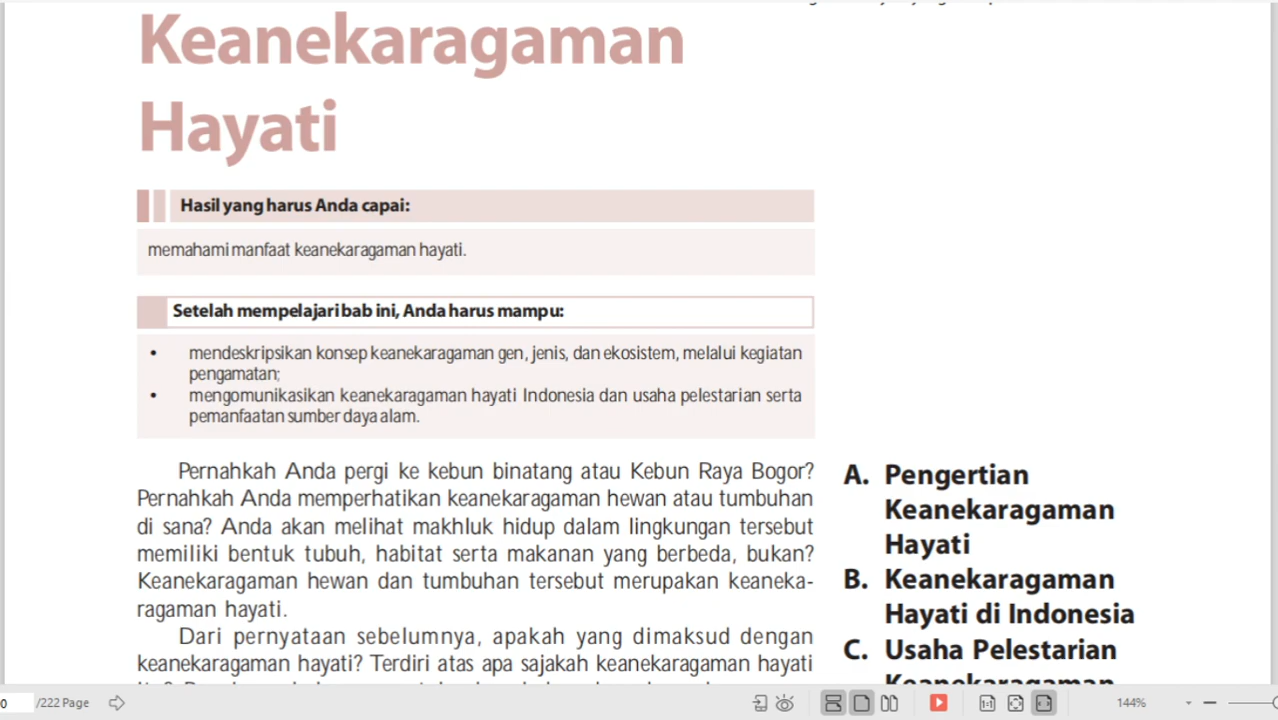 Keanekaragaman
Hayati
Hasil yang harus Anda capai:
memahami manfaat keanekaragaman hayati.
Setelah mempelajari bab ini, Anda harus mampu:
• mendeskripsikan konsep keanekaragaman gen, jenis, dan ekosistem, melalui kegiatan
pengamatan;
• mengomunikasikan keanekaragaman hayati Indonesia dan usaha pelestarian serta
pemanfaatan sumber daya alam.
Pernahkah Anda pergi ke kebun binatang atau Kebun Raya Bogor?
Pernahkah Anda memperhatikan keanekaragaman hewan atau tumbuhan
di sana? Anda akan melihat makhluk hidup dalam lingkungan tersebut
memiliki bentuk tubuh, habitat serta makanan yang berbeda, bukan?
Keanekaragaman hewan dan tumbuhan tersebut merupakan keaneka-
ragaman hayati.
Dari pernyataan sebelumnya, apakah yang dimaksud dengan
keanekaragaman hayati? Terdiri atas apa sajakah keanekaragaman hayati
A. Pengertian
Keanekaragaman
Hayati
B. Keanekaragaman
Hayati di Indonesia
C. Usaha Pelestarian
Keanekaragaman
/222 Page
1:1
144%